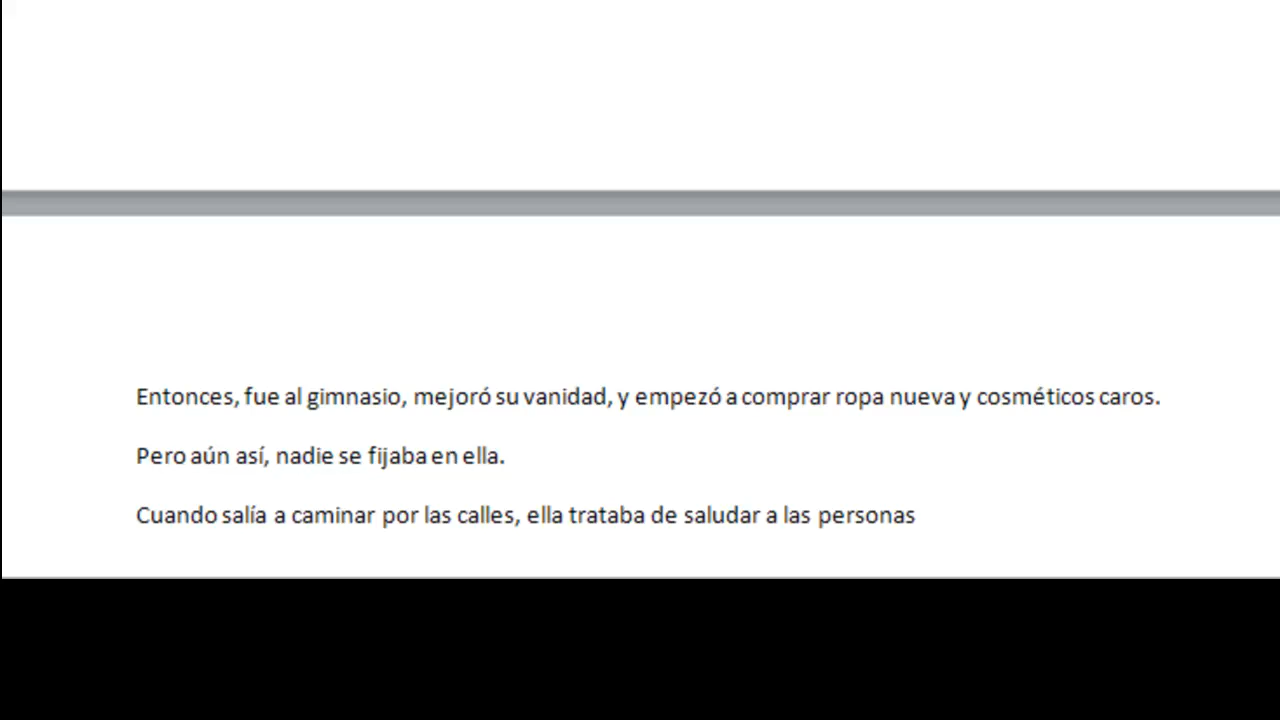 Entonces, fue al gimnasio, mejoró su vanidad, y empezó a comprar ropa nueva y cosméticos caros.
Pero aún así, nadie se fijaba en ella.
Cuando salía a caminar por las calles, ella trataba de saludar a las personas